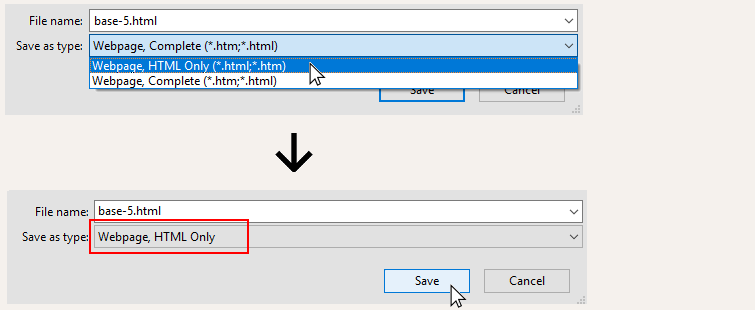 File name: base-5.html
Save as type: Webpage, Complete (*.htm;*.html)
Webpage, HTML Only (*.html;*.htm)
Webpage, Complete (*.htm;*.html)
Save Cancel
File name: base-5.html
Save as type: Webpage, HTML Only
Save Cancel